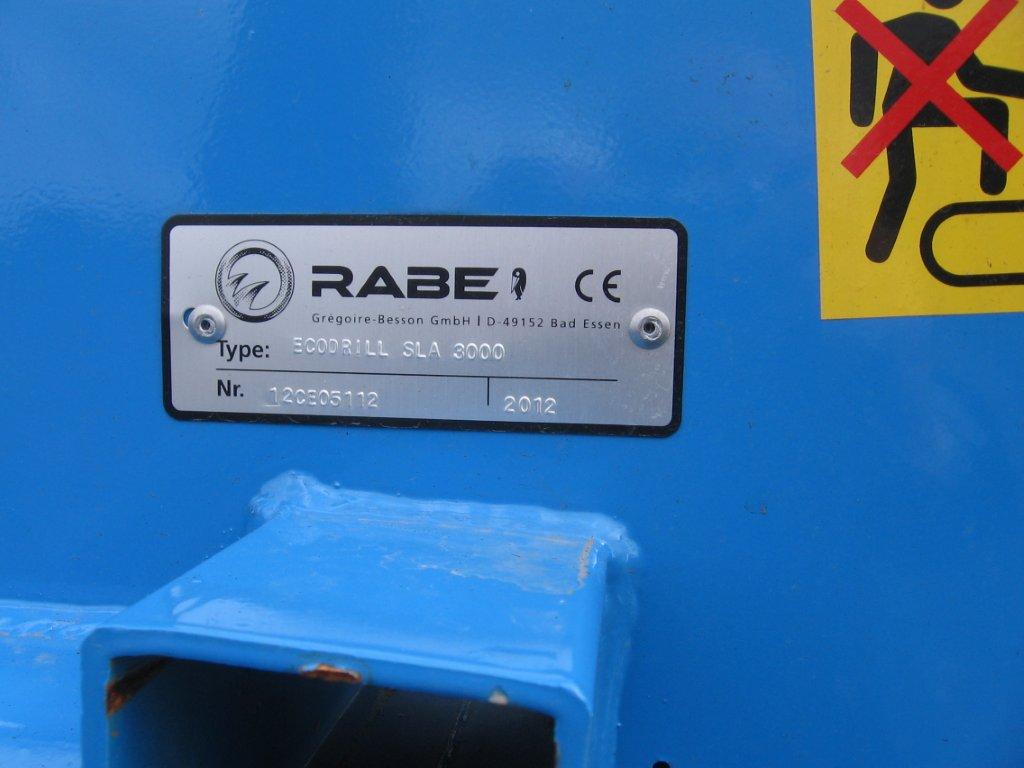 RABE CE
Grégoire-Besson GmbH | D-49152 Bad Essen
Type: ECODRILL SLA 3000
Nr. 12CE05112 2012